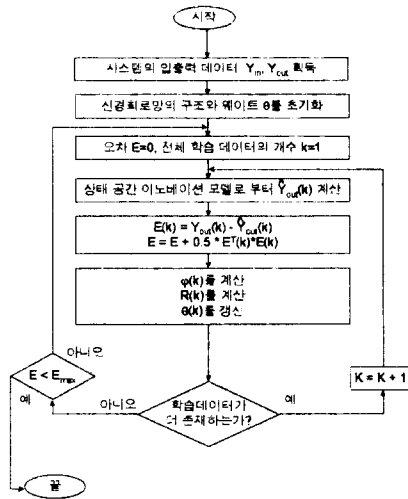 시작
시스템의 입출력 데이터 Y_in, Y_out 획득
신경회로망의 구조와 웨이트 θ를 초기화
오차 E=0, 전체 학습 데이터의 개수 k=1
상태 공간 이노베이션 모델로 부터 Ŷ_out(k) 계산
E(k) = Y_out(k) - Ŷ_out(k)
E = E + 0.5 * E^T(k)*E(k)
φ(k)를 계산
R(k)를 계산
θ(k)를 갱신
아니오
E < E_max
예
아니오
학습데이터가
더 존재하는가?
예
K = K + 1
끝